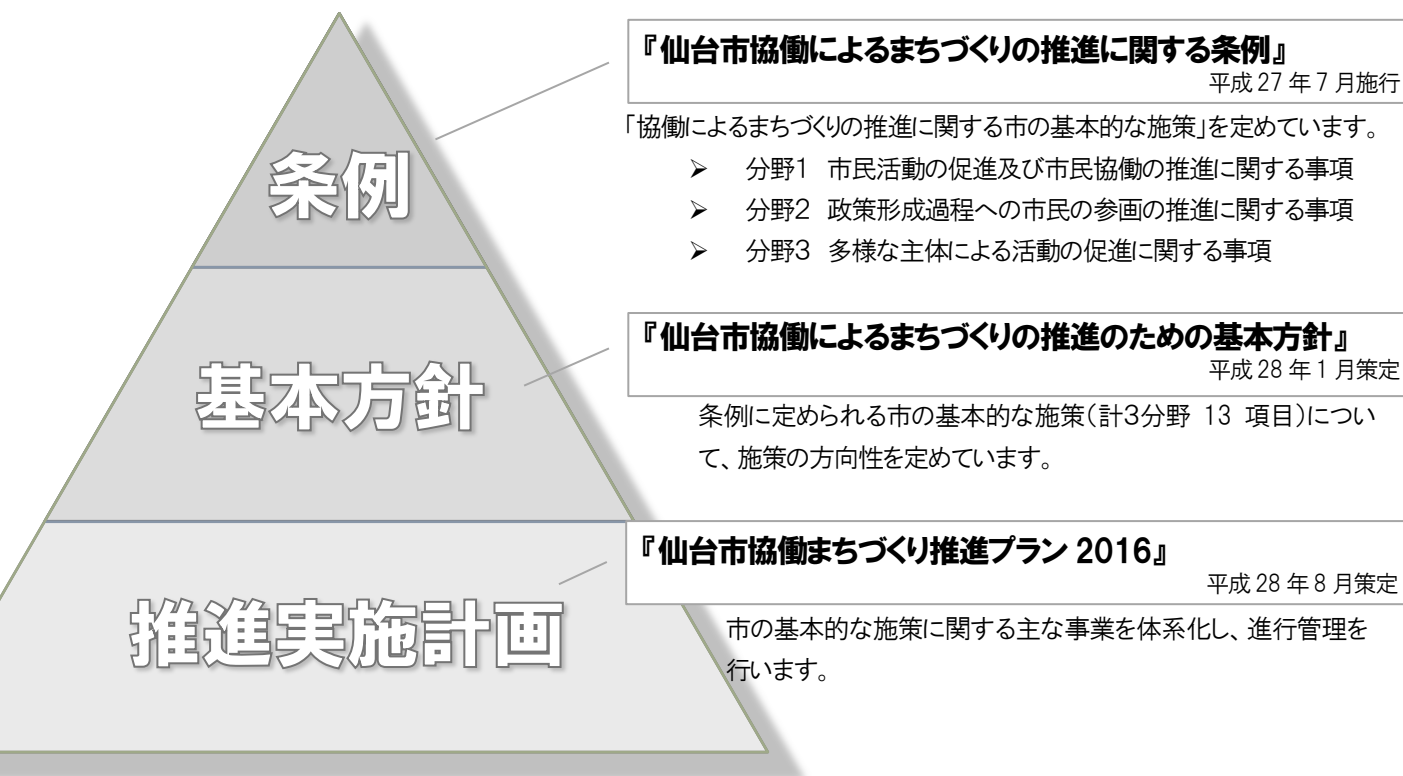 条例
『仙台市協働によるまちづくりの推進に関する条例』
平成 27 年 7 月施行
「協働によるまちづくりの推進に関する市の基本的な施策」を定めています。
➢ 分野1 市民活動の促進及び市民協働の推進に関する事項
➢ 分野2 政策形成過程への市民の参画の推進に関する事項
➢ 分野3 多様な主体による活動の促進に関する事項
基本方針
『仙台市協働によるまちづくりの推進のための基本方針』
平成 28 年 1 月策定
条例に定められる市の基本的な施策(計3分野 13 項目)につい
て、施策の方向性を定めています。
推進実施計画
『仙台市協働まちづくり推進プラン 2016』
平成 28 年 8 月策定
市の基本的な施策に関する主な事業を体系化し、進行管理を
行います。